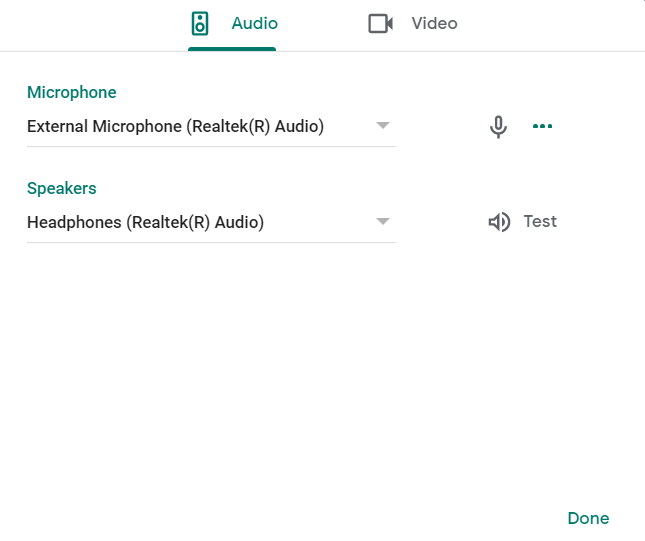 Audio Video
Microphone
External Microphone (Realtek(R) Audio)
Speakers
Headphones (Realtek(R) Audio) Test
Done